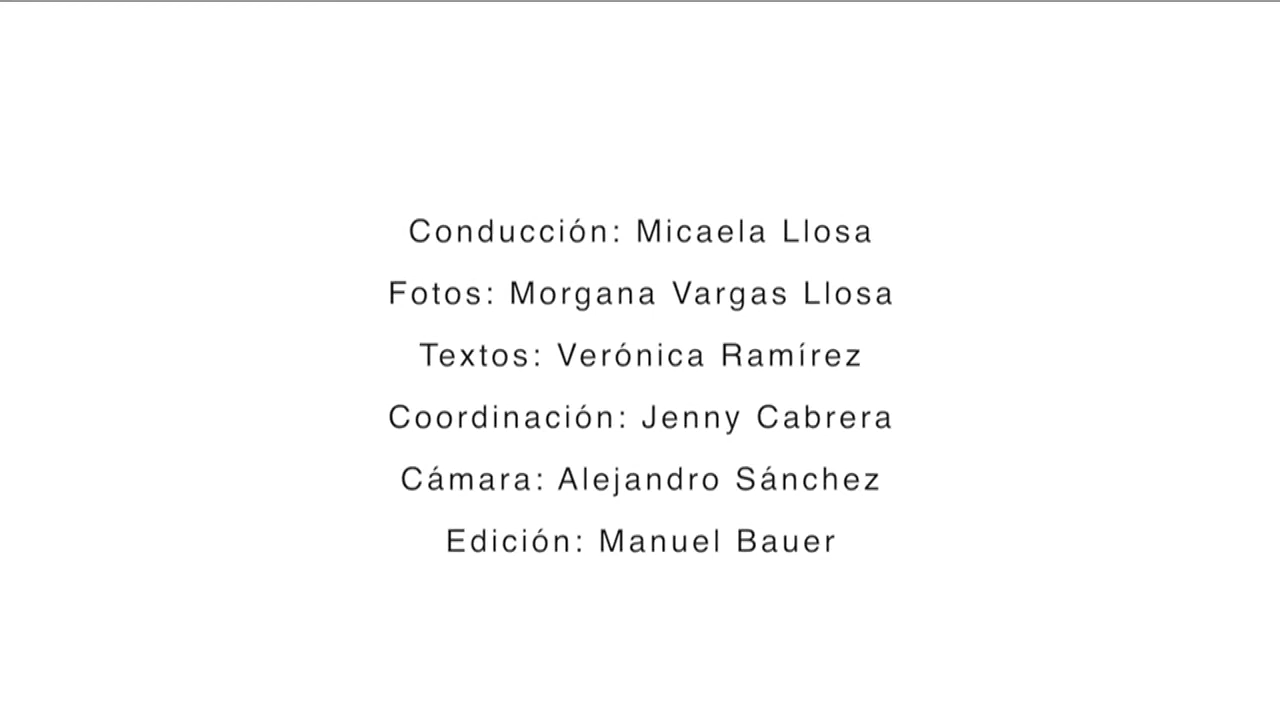 Conducción: Micaela Llosa
Fotos: Morgana Vargas Llosa
Textos: Verónica Ramírez
Coordinación: Jenny Cabrera
Cámara: Alejandro Sánchez
Edición: Manuel Bauer